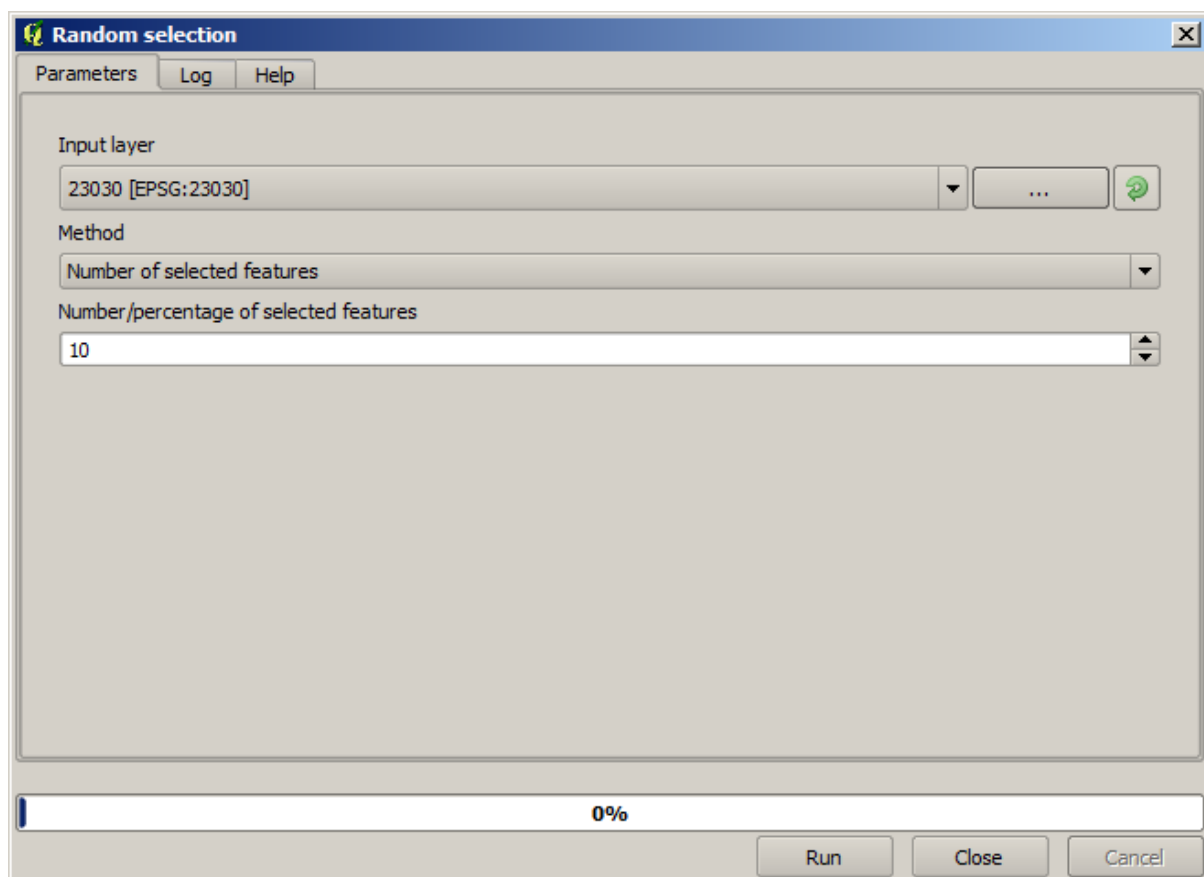 Random selection
Parameters Log Help
Input layer
23030 [EPSG:23030]
...
Method
Number of selected features
Number/percentage of selected features
10
0%
Run Close Cancel